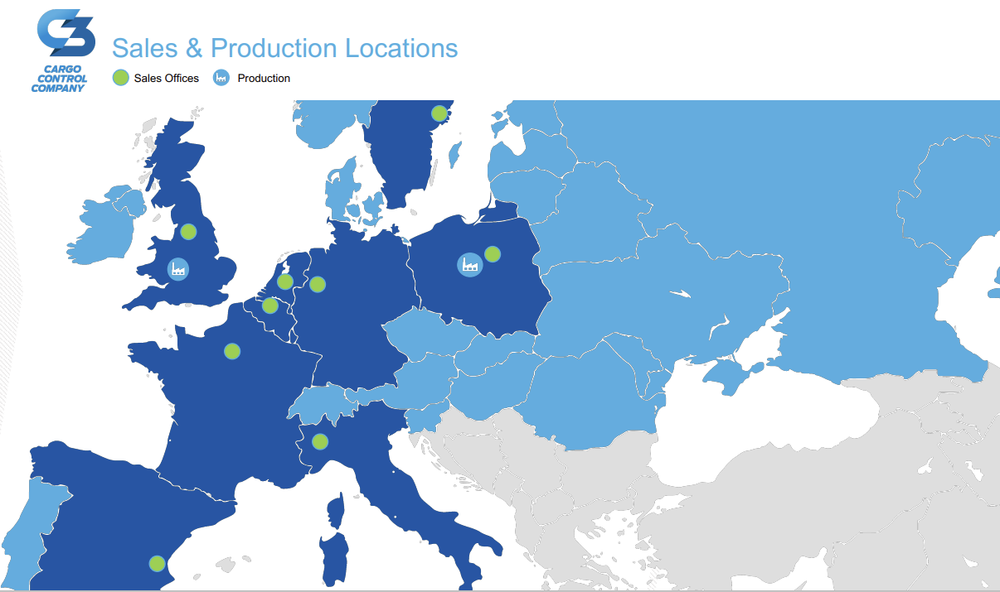 Sales & Production Locations
CARGO
CONTROL
COMPANY
Sales Offices
Production